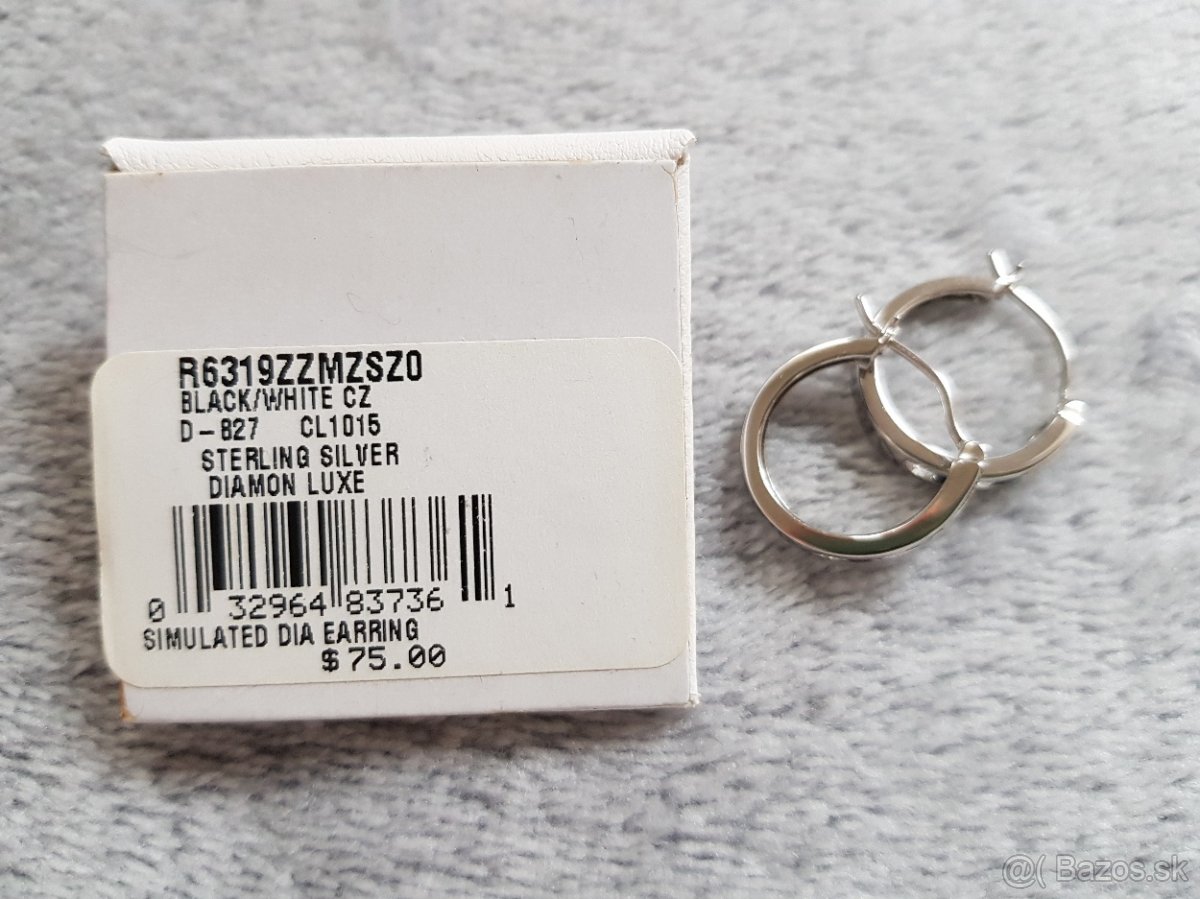 R6319ZZMZSZ0
BLACK/WHITE CZ
D-827 CL1015
STERLING SILVER
DIAMON LUXE
0 32964 83736 1
SIMULATED DIA EARRING
$75.00
@( Bazos.sk